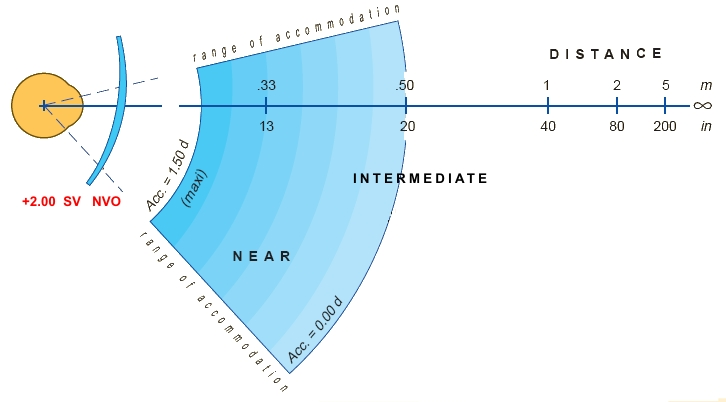 range of accommodation
DISTANCE
.33 .50 1 2 5 m
∞
13 20 40 80 200 in
Acc. = 1.50 d
(maxi)
INTERMEDIATE
+2.00 SV NVO
NEAR
range of accommodation
Acc. = 0.00 d